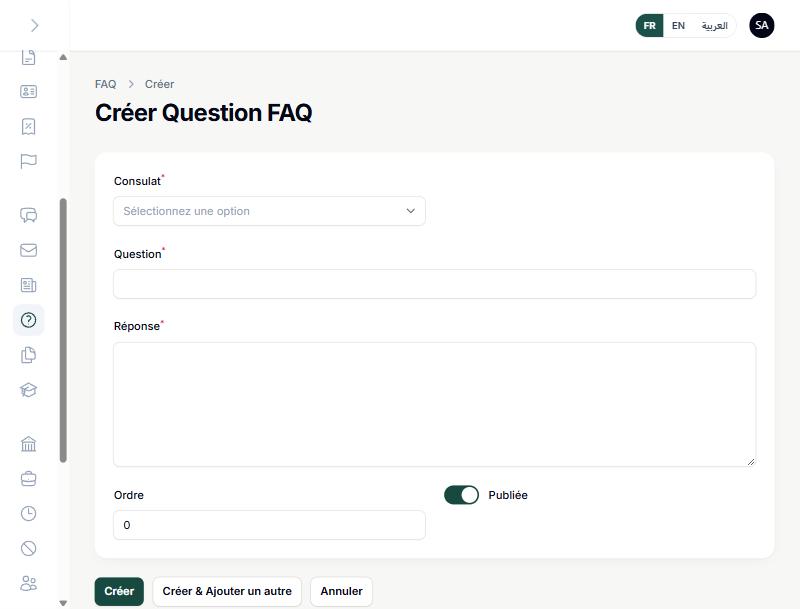 FR EN العربية SA
FAQ Créer
Créer Question FAQ
Consulat*
Sélectionnez une option
Question*
Réponse*
Ordre
Publiée
0
Créer Créer & Ajouter un autre Annuler